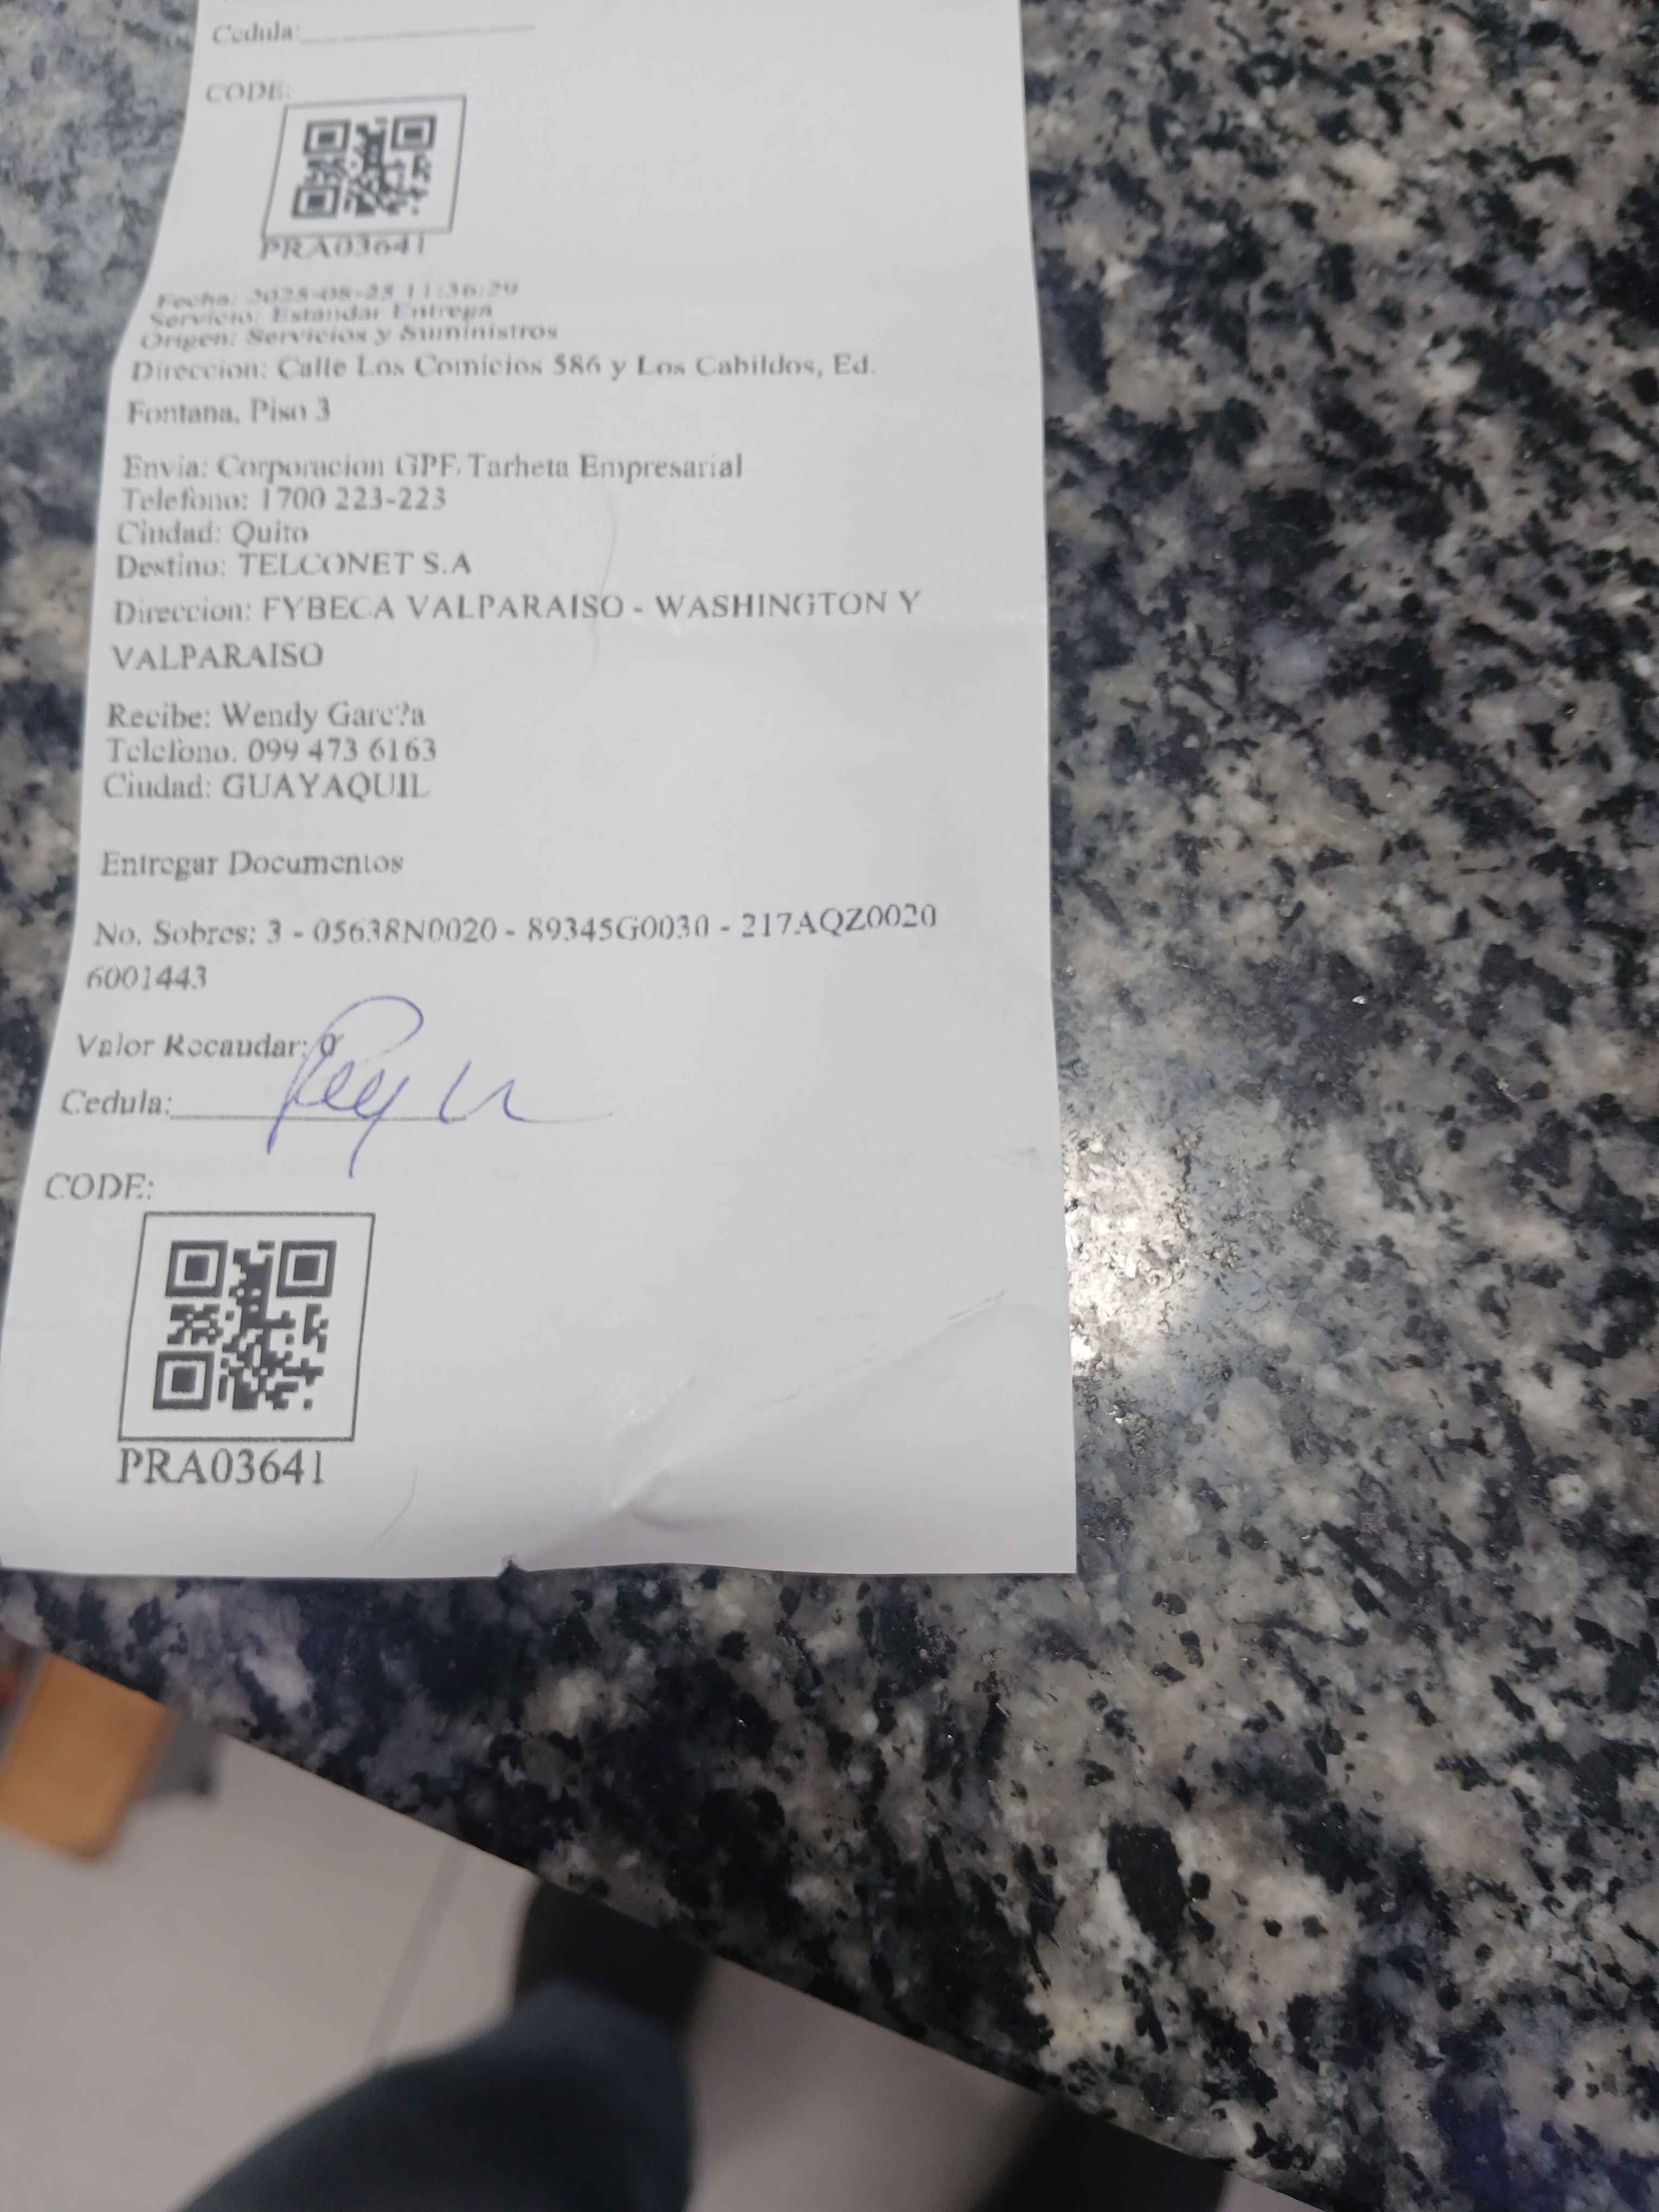 Cedula:
CODE:
PRA03641
Fecha: 2025-08-25 11:36:29
Servicio: Estandar Entrega
Origen: Servicios y Suministros
Direccion: Calle Los Comicios 586 y Los Cabildos, Ed.
Fontana, Piso 3
Envia: Corporacion GPF. Tarheta Empresarial
Telefono: 1700 223-223
Ciudad: Quito
Destino: TELCONET S.A
Direccion: FYBECA VALPARAISO - WASHINGTON Y
VALPARAISO
Recibe: Wendy Garc?a
Telefono. 099 473 6163
Ciudad: GUAYAQUIL
Entregar Documentos
No. Sobres: 3 - 05638N0020 - 89345G0030 - 217AQZ0020
6001443
Valor Recaudar: 0
Cedula:
CODE:
PRA03641